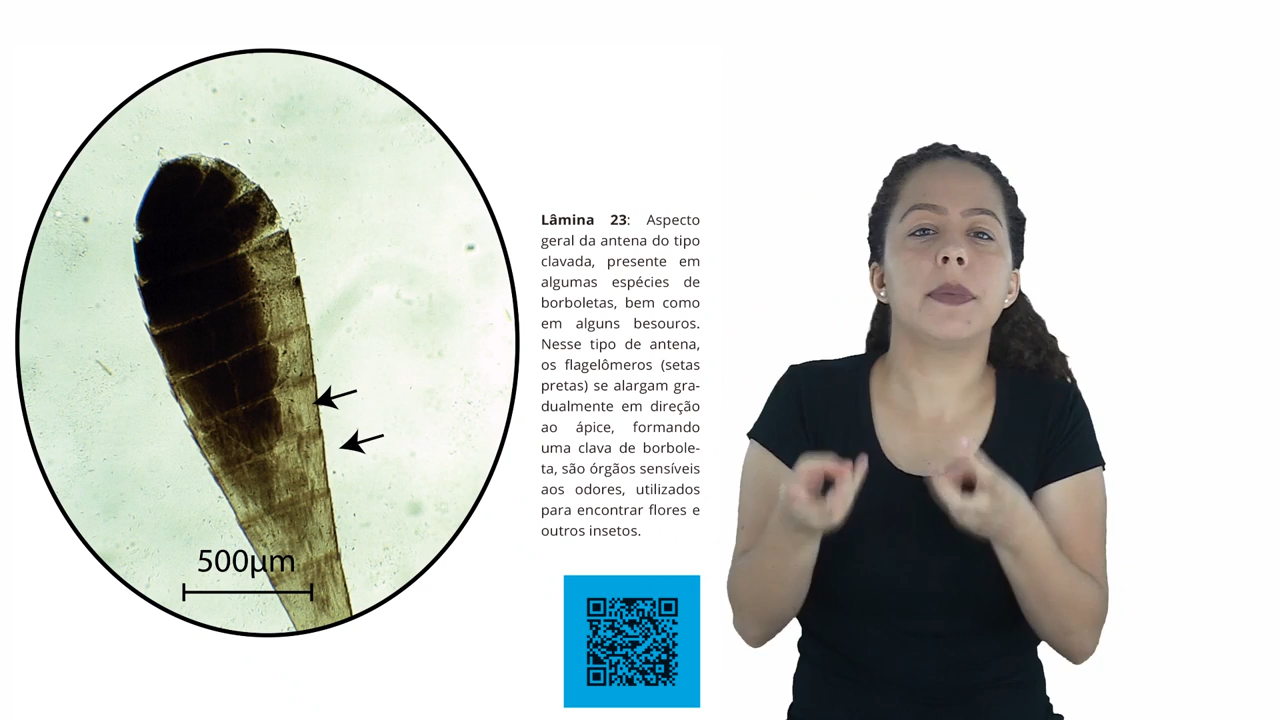 Lâmina 23: Aspecto
geral da antena do tipo
clavada, presente em
algumas espécies de
borboletas, bem como
em alguns besouros.
Nesse tipo de antena,
os flagelômeros (setas
pretas) se alargam gra-
dualmente em direção
ao ápice, formando
uma clava de borbole-
ta, são órgãos sensíveis
aos odores, utilizados
para encontrar flores e
outros insetos.
500µm